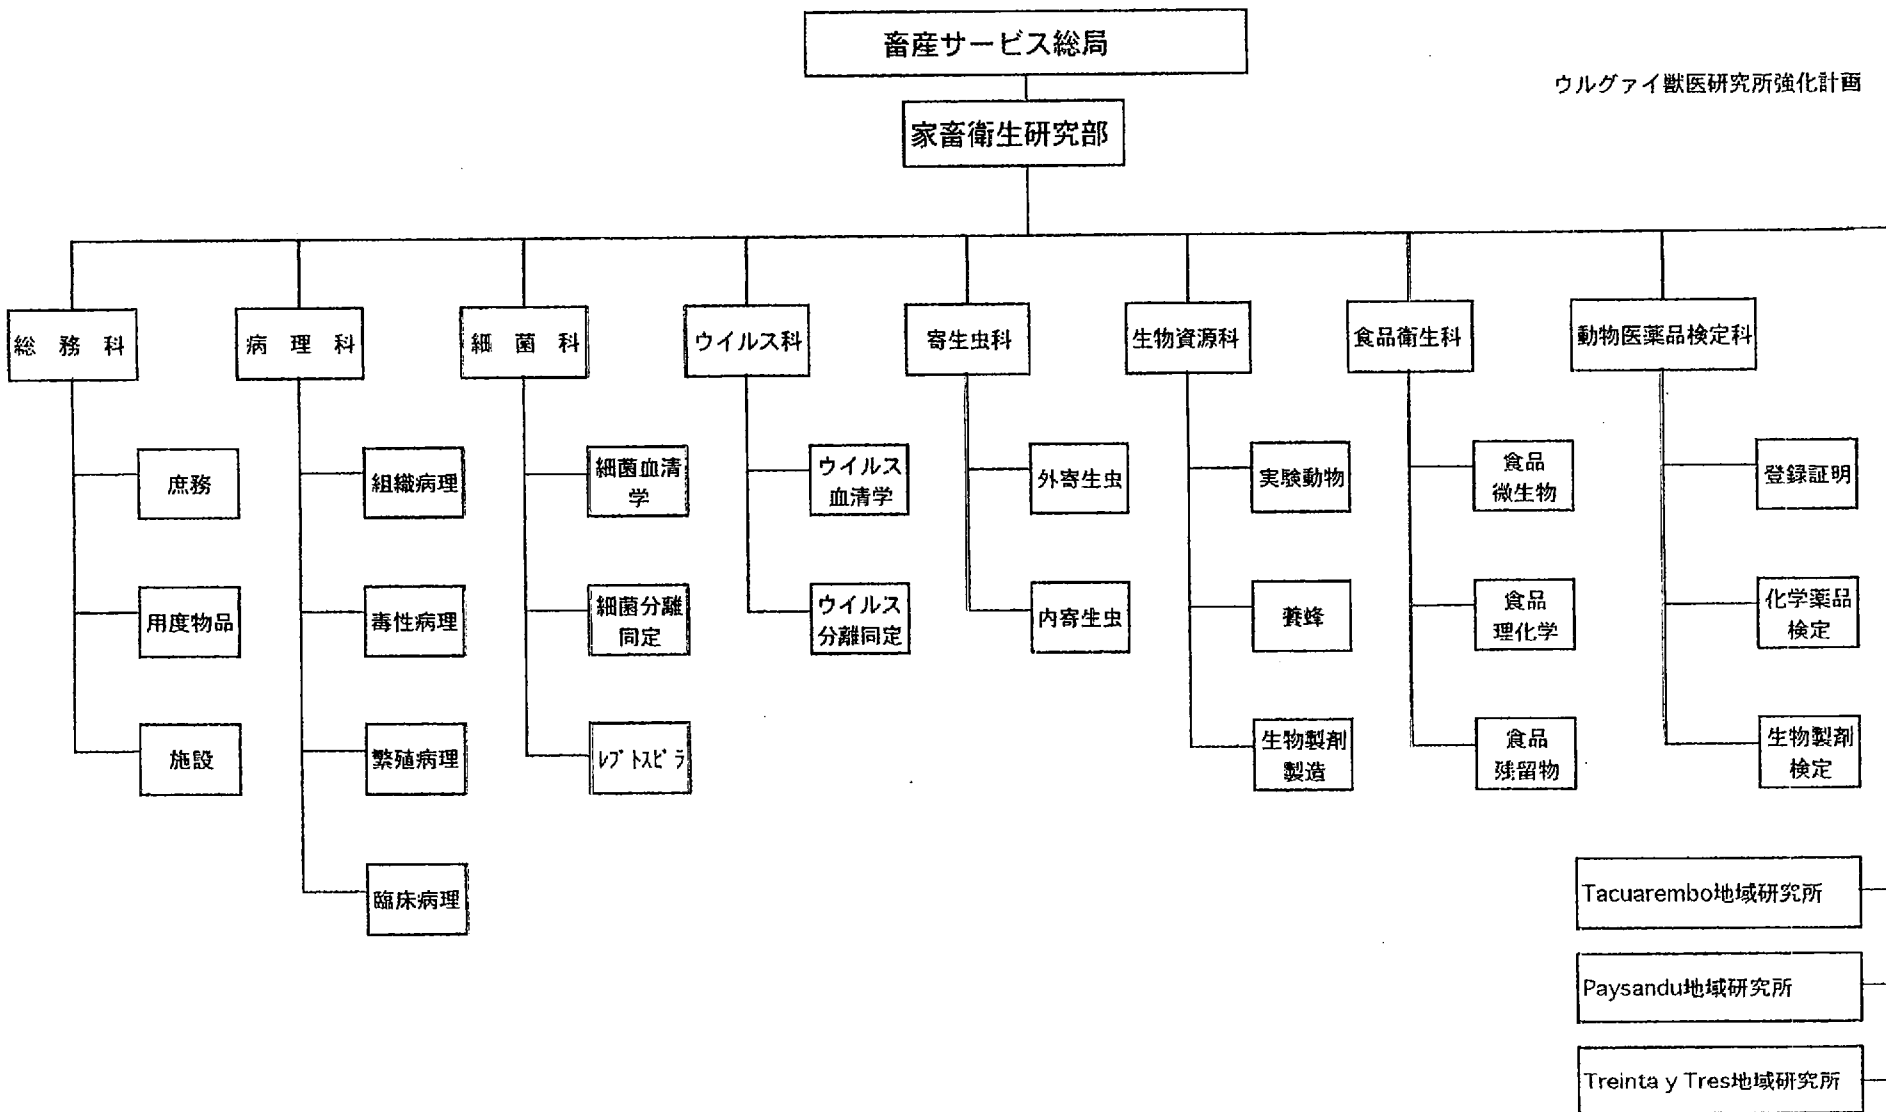 畜産サービス総局
ウルグァイ獣医研究所強化計画
家畜衛生研究部
総務科
病理科
細菌科
ウイルス科
寄生虫科
生物資源科
食品衛生科
動物医薬品検定科
庶務
組織病理
細菌血清
学
ウイルス
血清学
外寄生虫
実験動物
食品
微生物
登録証明
用度物品
毒性病理
細菌分離
同定
ウイルス
分離同定
内寄生虫
養蜂
食品
理化学
化学薬品
検定
施設
繁殖病理
レプトスピラ
生物製剤
製造
食品
残留物
生物製剤
検定
臨床病理
Tacuarembo地域研究所
Paysandu地域研究所
Treinta y Tres地域研究所